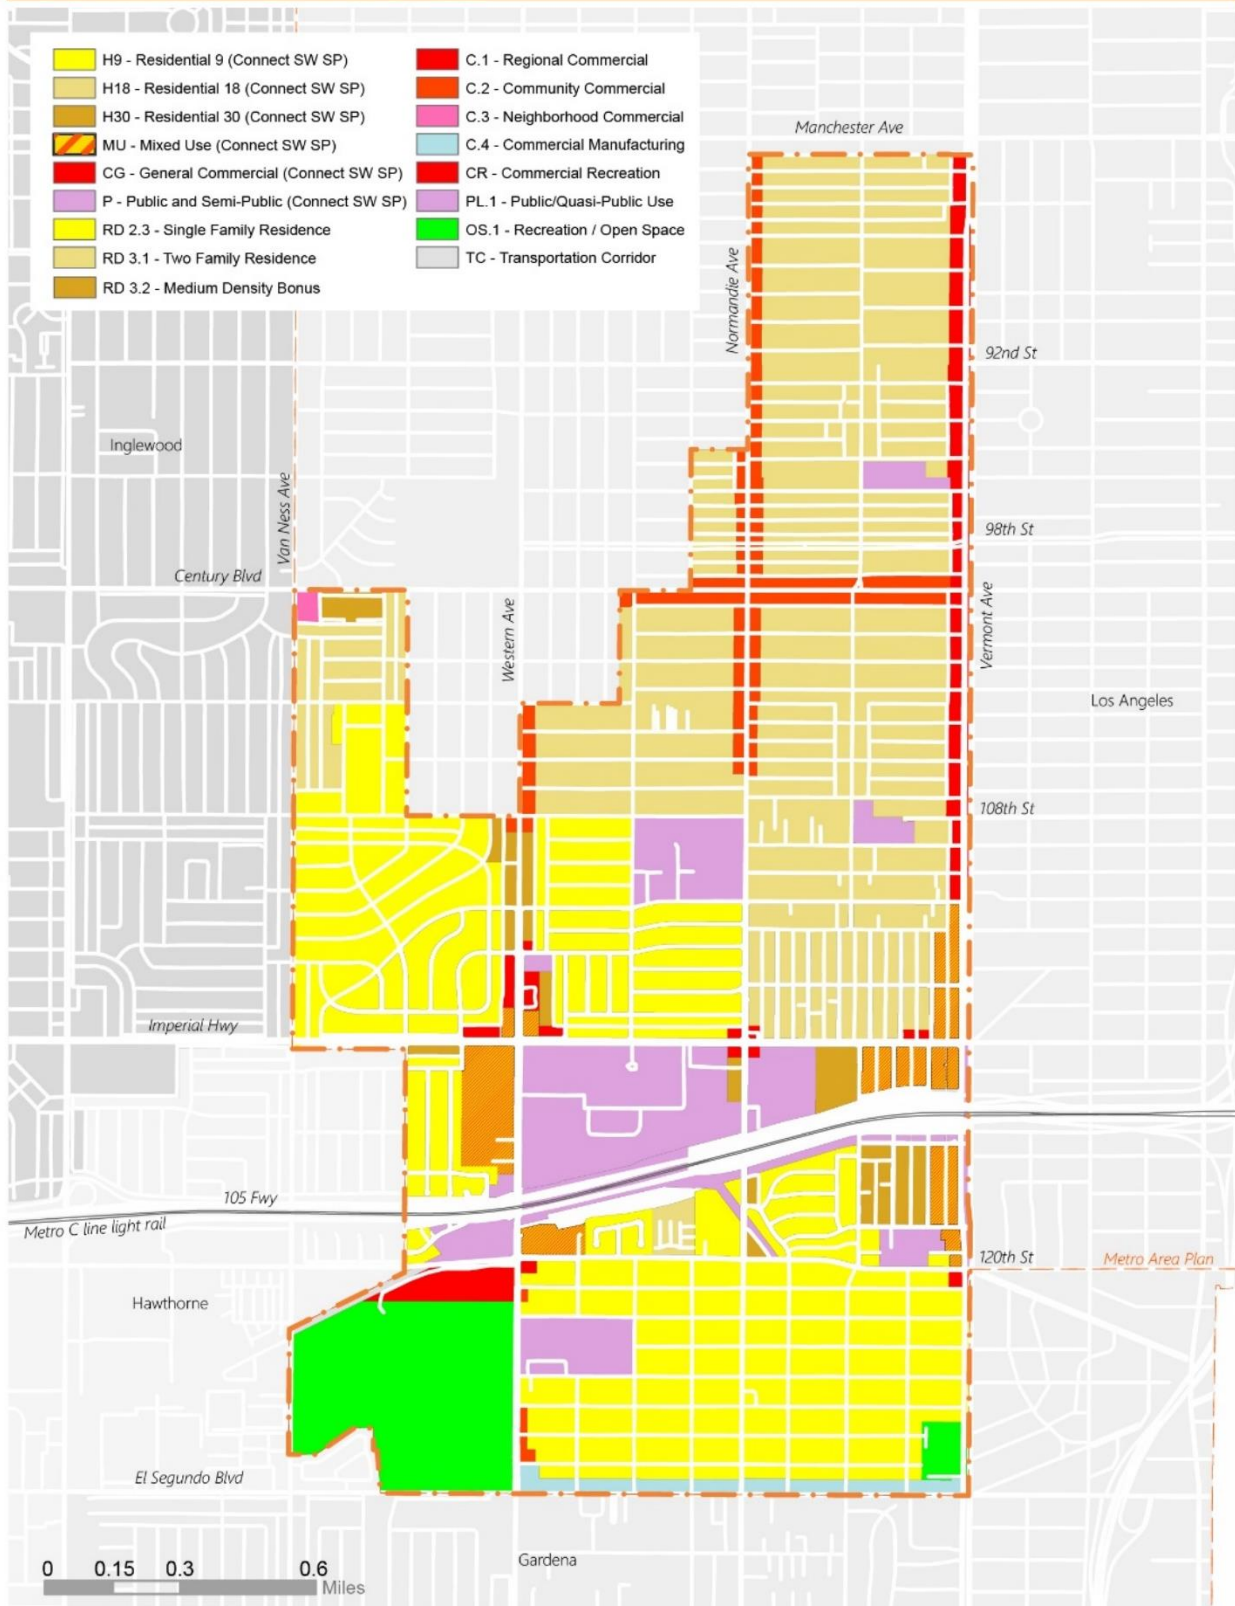 H9 - Residential 9 (Connect SW SP)
H18 - Residential 18 (Connect SW SP)
H30 - Residential 30 (Connect SW SP)
MU - Mixed Use (Connect SW SP)
CG - General Commercial (Connect SW SP)
P - Public and Semi-Public (Connect SW SP)
RD 2.3 - Single Family Residence
RD 3.1 - Two Family Residence
RD 3.2 - Medium Density Bonus
C.1 - Regional Commercial
C.2 - Community Commercial
C.3 - Neighborhood Commercial
C.4 - Commercial Manufacturing
CR - Commercial Recreation
PL.1 - Public/Quasi-Public Use
OS.1 - Recreation / Open Space
TC - Transportation Corridor
Manchester Ave
Normandie Ave
92nd St
Inglewood
Van Ness Ave
98th St
Century Blvd
Western Ave
Vermont Ave
Los Angeles
108th St
Imperial Hwy
105 Fwy
Metro C line light rail
120th St
Metro Area Plan
Hawthorne
El Segundo Blvd
Gardena
0 0.15 0.3 0.6
Miles